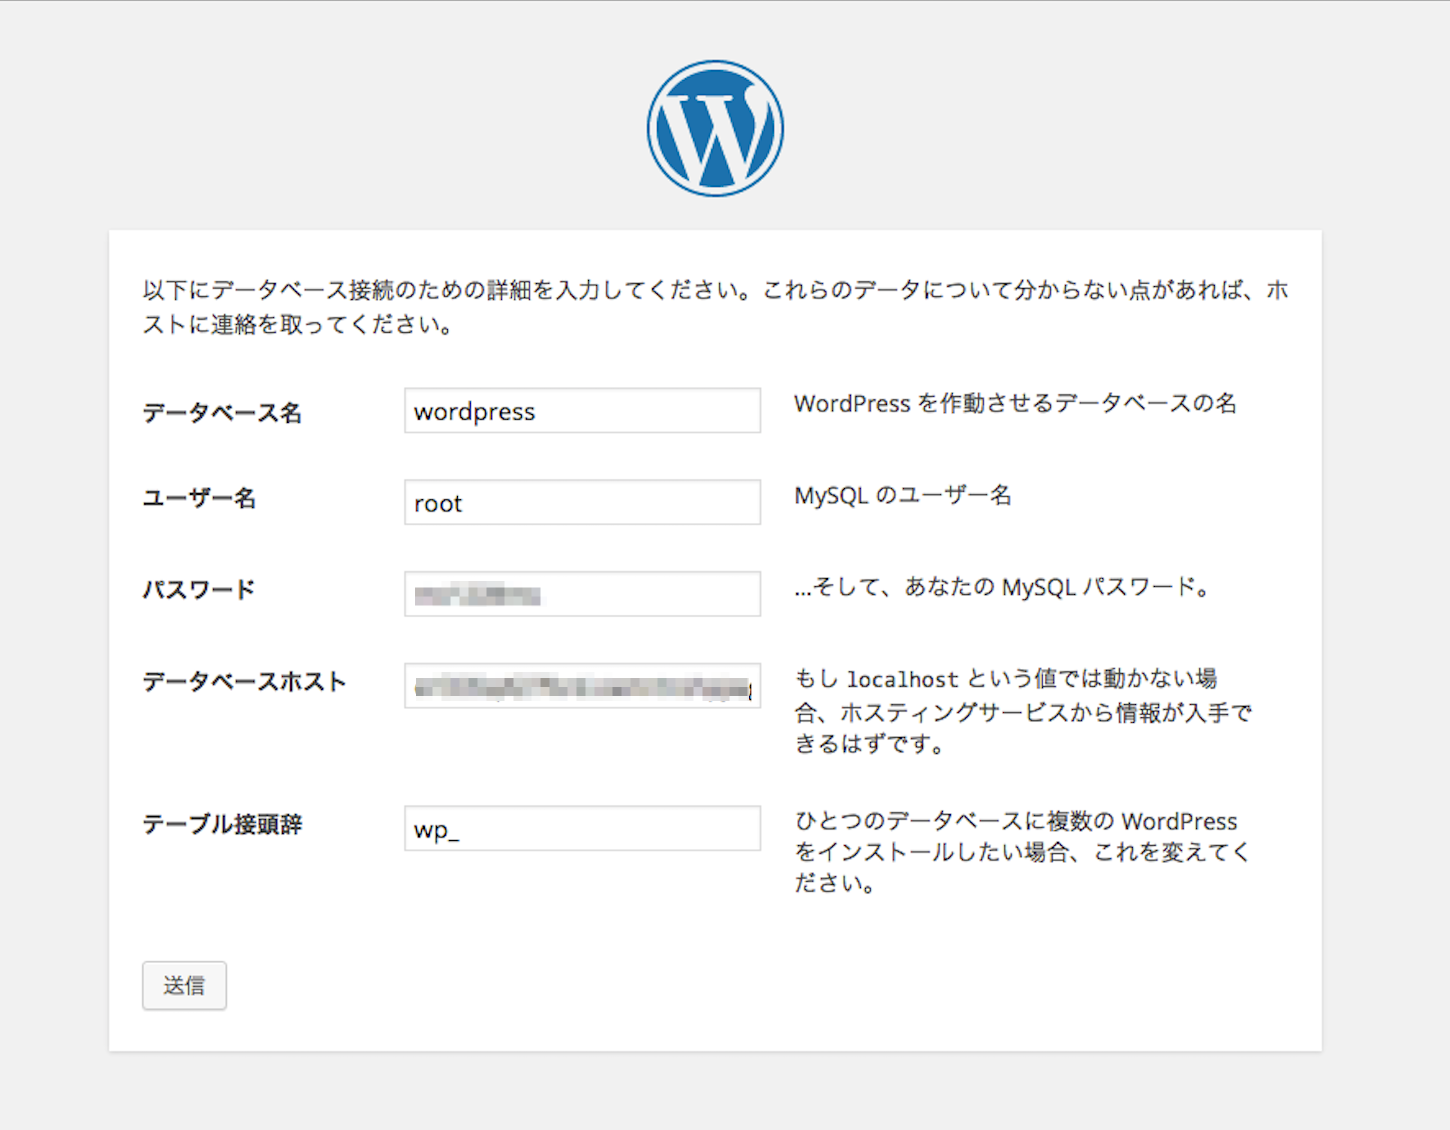 以下にデータベース接続のための詳細を入力してください。これらのデータについて分からない点があれば、ホ
ストに連絡を取ってください。
データベース名
wordpress
WordPress を作動させるデータベースの名
ユーザー名
root
MySQL のユーザー名
パスワード
...そして、あなたの MySQL パスワード。
データベースホスト
もし localhost という値では動かない場
合、ホスティングサービスから情報が入手で
きるはずです。
テーブル接頭辞
wp_
ひとつのデータベースに複数の WordPress
をインストールしたい場合、これを変えてく
ださい。
送信